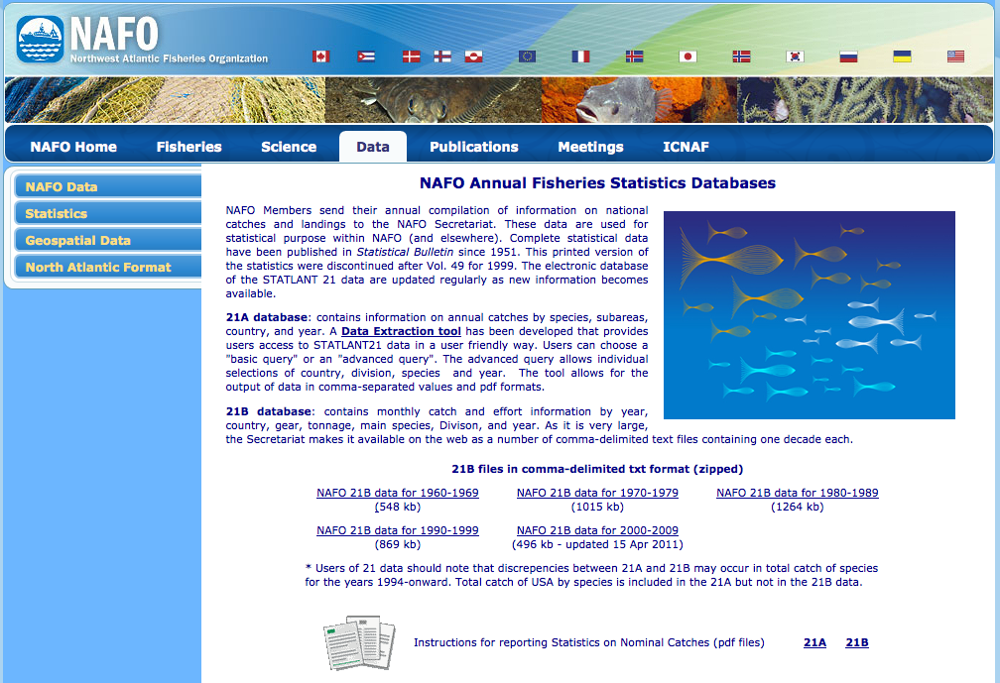 NAFO
Northwest Atlantic Fisheries Organization
NAFO Home
Fisheries
Science
Data
Publications
Meetings
ICNAF
NAFO Data
Statistics
Geospatial Data
North Atlantic Format
NAFO Annual Fisheries Statistics Databases
NAFO Members send their annual compilation of information on national
catches and landings to the NAFO Secretariat. These data are used for
statistical purpose within NAFO (and elsewhere). Complete statistical data
have been published in Statistical Bulletin since 1951. This printed version of
the statistics were discontinued after Vol. 49 for 1999. The electronic database
of the STATLANT 21 data are updated regularly as new information becomes
available.
21A database: contains information on annual catches by species, subareas,
country, and year. A Data Extraction tool has been developed that provides
users access to STATLANT21 data in a user friendly way. Users can choose a
"basic query" or an "advanced query". The advanced query allows individual
selections of country, division, species and year. The tool allows for the
output of data in comma-separated values and pdf formats.
21B database: contains monthly catch and effort information by year,
country, gear, tonnage, main species, Divison, and year. As it is very large,
the Secretariat makes it available on the web as a number of comma-delimited text files containing one decade each.
21B files in comma-delimited txt format (zipped)
NAFO 21B data for 1960-1969
(548 kb)
NAFO 21B data for 1970-1979
(1015 kb)
NAFO 21B data for 1980-1989
(1264 kb)
NAFO 21B data for 1990-1999
(869 kb)
NAFO 21B data for 2000-2009
(496 kb - updated 15 Apr 2011)
* Users of 21 data should note that discrepencies between 21A and 21B may occur in total catch of species
for the years 1994-onward. Total catch of USA by species is included in the 21A but not in the 21B data.
Instructions for reporting Statistics on Nominal Catches (pdf files)
21A
21B